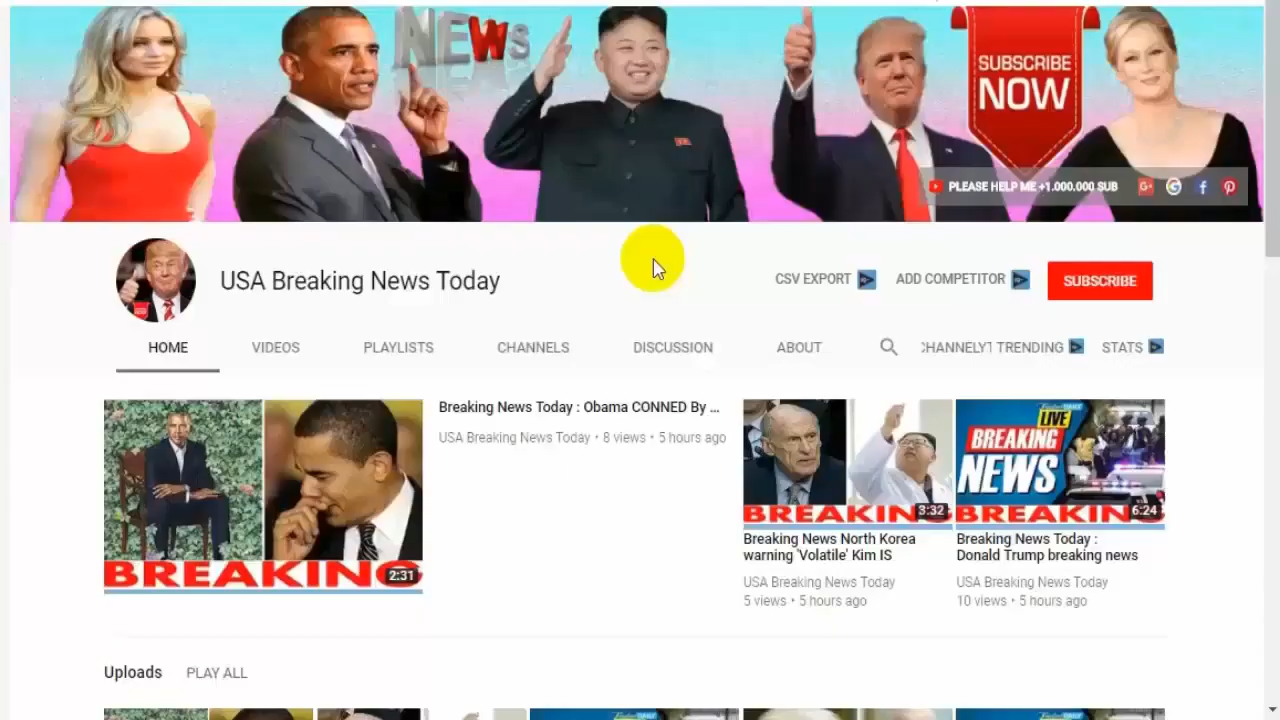 NEWS
SUBSCRIBE
NOW
PLEASE HELP ME +1.000.000 SUB
USA Breaking News Today
CSV EXPORT
ADD COMPETITOR
SUBSCRIBE
HOME
VIDEOS
PLAYLISTS
CHANNELS
DISCUSSION
ABOUT
CHANNELYT TRENDING
STATS
BREAKING
2:31
Breaking News Today : Obama CONNED By ...
USA Breaking News Today • 8 views • 5 hours ago
BREAKIN
3:32
Breaking News North Korea
warning 'Volatile' Kim IS
USA Breaking News Today
5 views • 5 hours ago
LIVE
BREAKING
NEWS
BREAKIN
6:24
Breaking News Today :
Donald Trump breaking news
USA Breaking News Today
10 views • 5 hours ago
Uploads
PLAY ALL